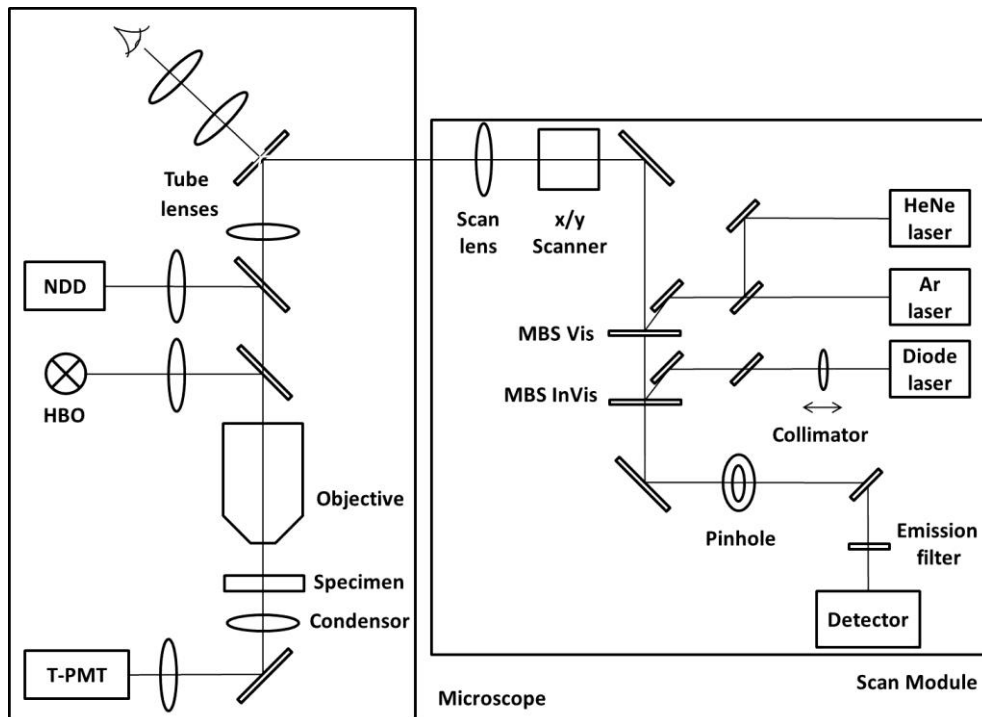 Tube
lenses
NDD
HBO
Objective
Specimen
Condensor
T-PMT
Microscope
Scan
lens
x/y
Scanner
HeNe
laser
Ar
laser
MBS Vis
Diode
laser
MBS InVis
Collimator
Pinhole
Emission
filter
Detector
Scan Module